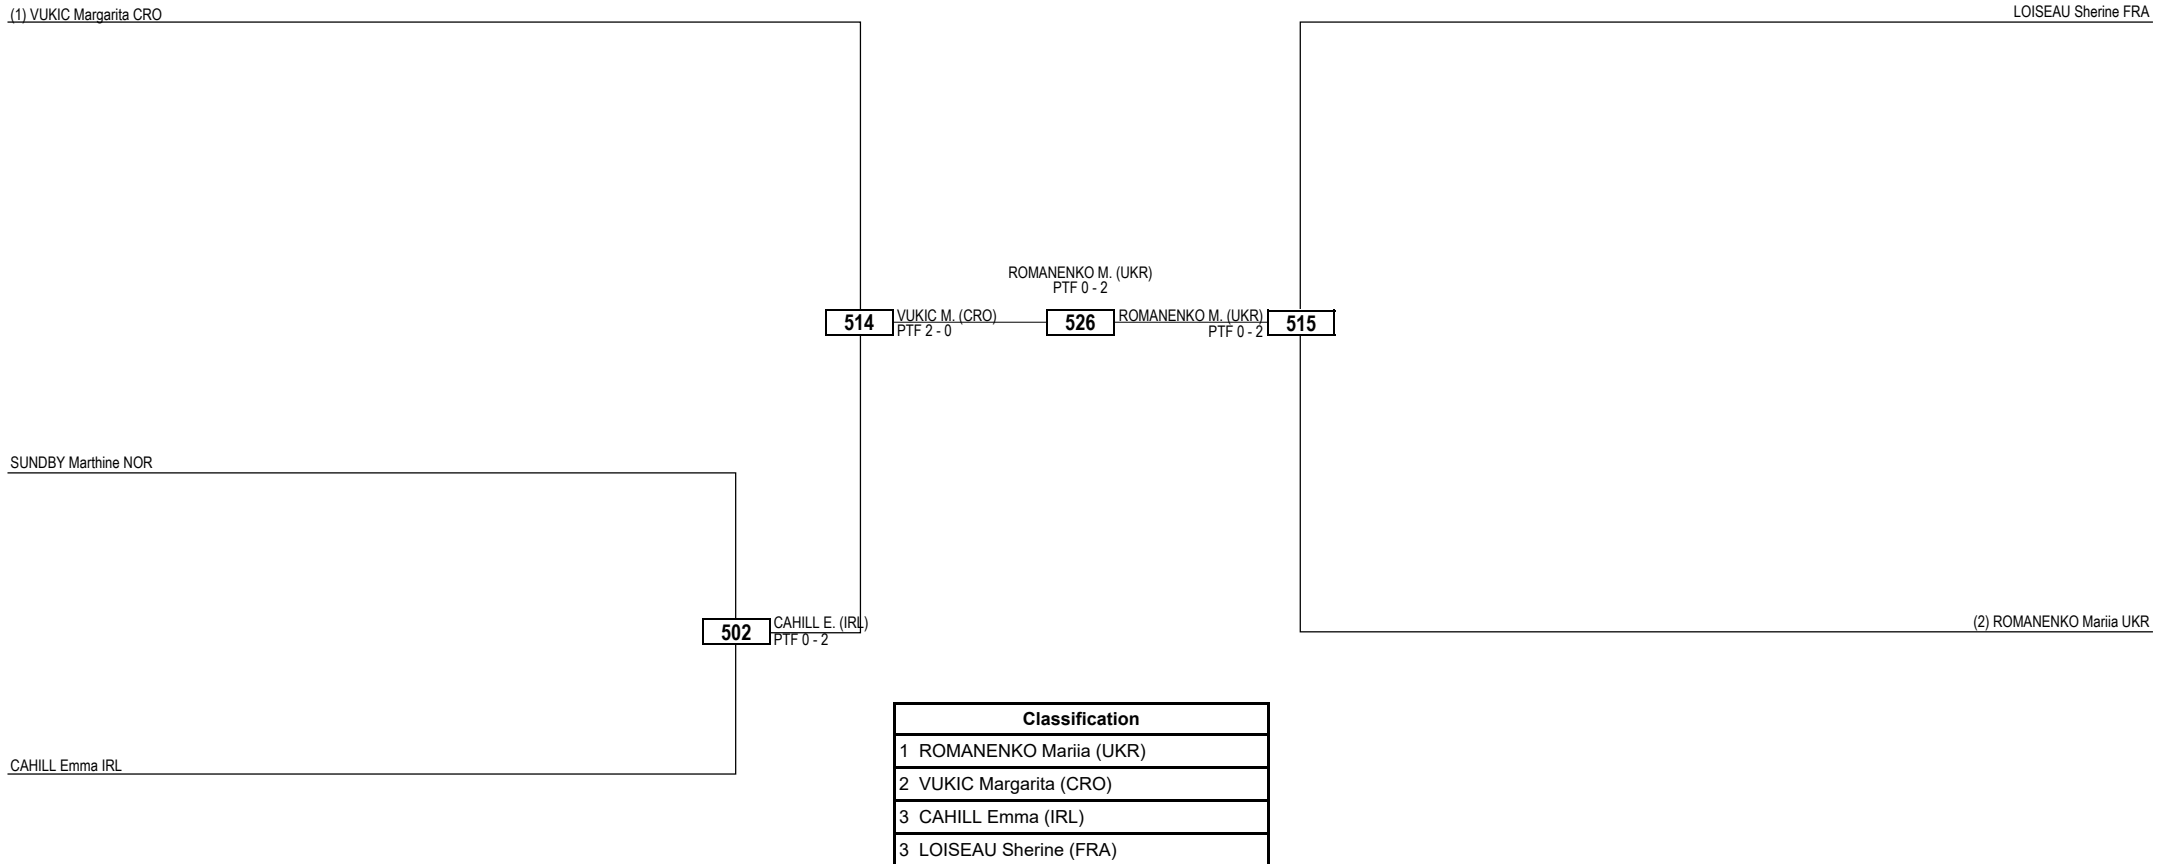 (1) VUKIC Margarita CRO
LOISEAU Sherine FRA
ROMANENKO M. (UKR)
PTF 0 - 2
514
VUKIC M. (CRO)
PTF 2 - 0
526
ROMANENKO M. (UKR)
PTF 0 - 2
515
SUNDBY Marthine NOR
502
CAHILL E. (IRL)
PTF 0 - 2
(2) ROMANENKO Mariia UKR
CAHILL Emma IRL
Classification
1 ROMANENKO Mariia (UKR)
2 VUKIC Margarita (CRO)
3 CAHILL Emma (IRL)
3 LOISEAU Sherine (FRA)